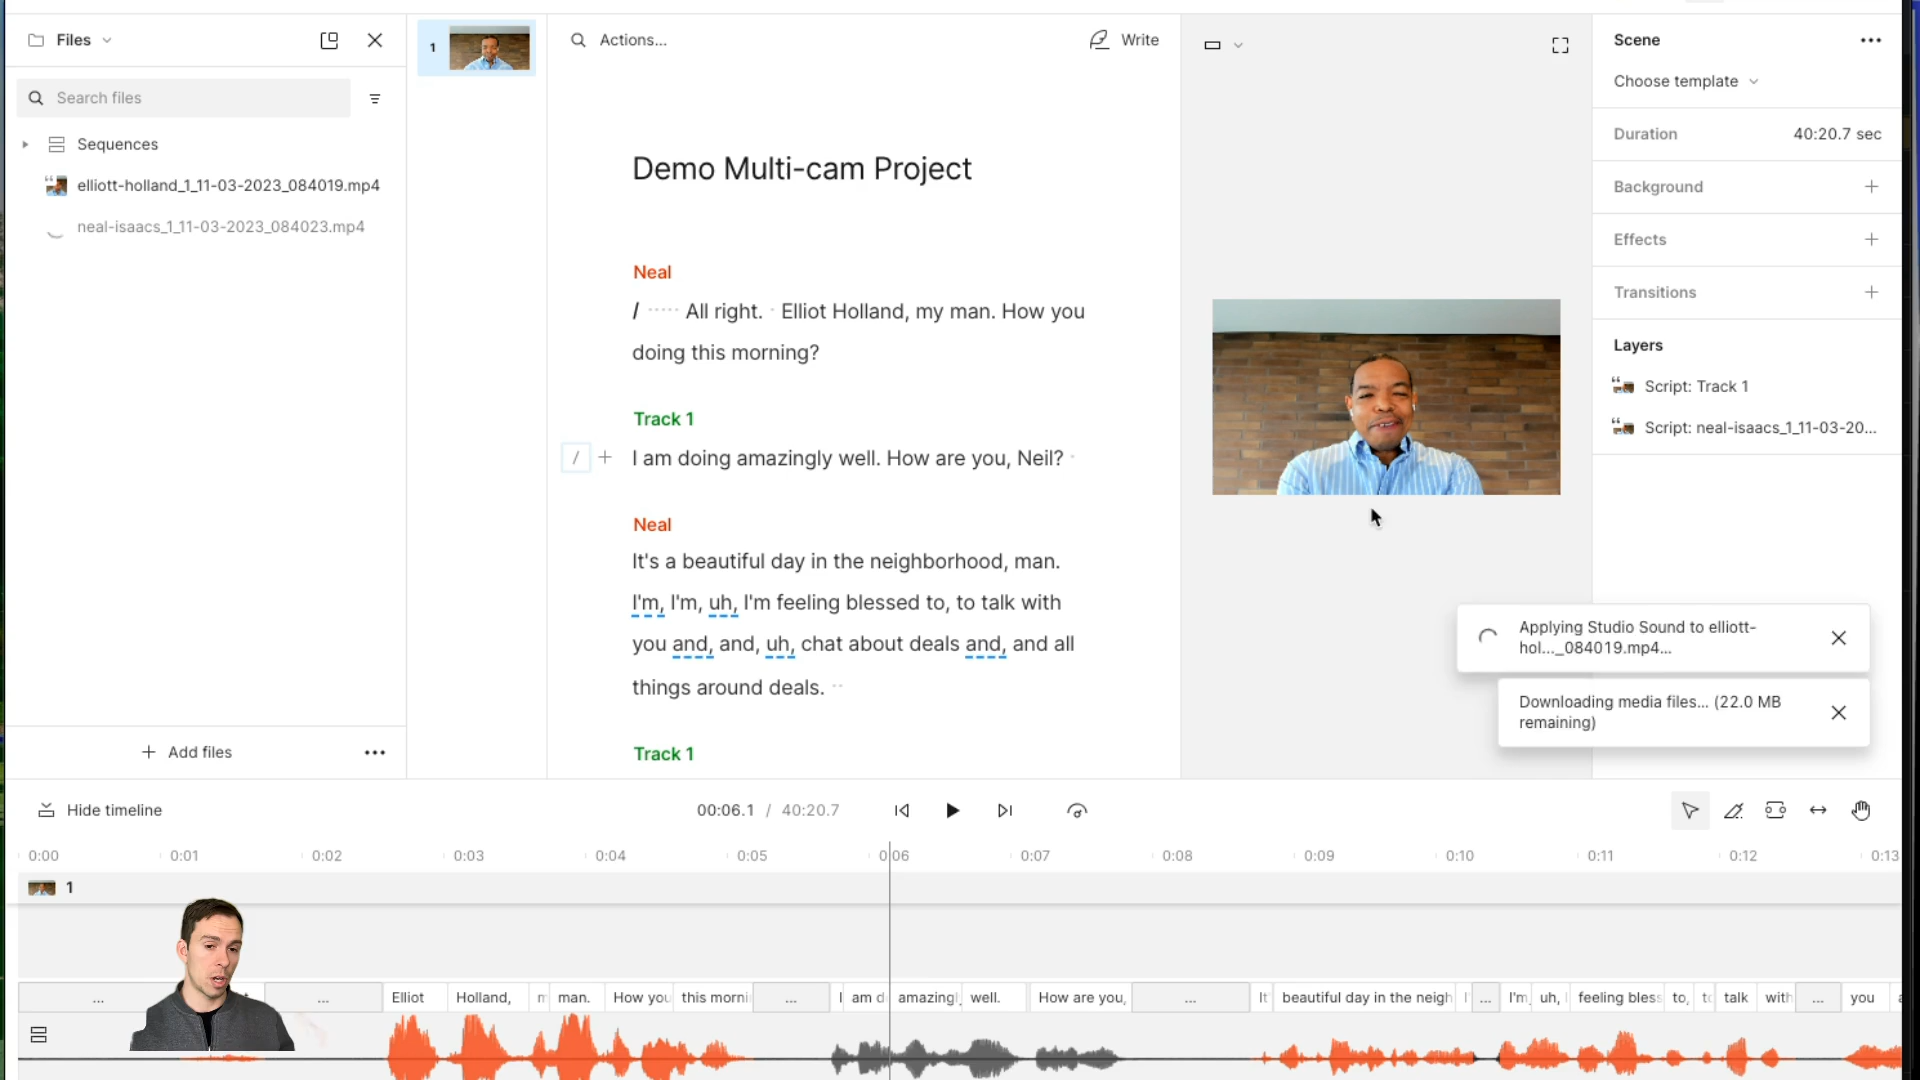 Files
Search files
Sequences
elliott-holland_1_11-03-2023_084019.mp4
neal-isaacs_1_11-03-2023_084023.mp4
Add files
1
Actions...
Write
Demo Multi-cam Project
Neal
/ ····· All right. · Elliot Holland, my man. How you
doing this morning?
Track 1
/ + I am doing amazingly well. How are you, Neil? ·
Neal
It's a beautiful day in the neighborhood, man.
I'm, I'm, uh, I'm feeling blessed to, to talk with
you and, and, uh, chat about deals and, and all
things around deals. ··
Track 1
Scene
Choose template
Duration 40:20.7 sec
Background
Effects
Transitions
Layers
Script: Track 1
Script: neal-isaacs_1_11-03-20...
Applying Studio Sound to elliott-
hol..._084019.mp4...
Downloading media files... (22.0 MB
remaining)
Hide timeline
00:06.1 / 40:20.7
0:00 0:01 0:02 0:03 0:04 0:05 0:06 0:07 0:08 0:09 0:10 0:11 0:12 0:13
1
... ... Elliot Holland, m man. How you this morni ... I am d amazingl well. How are you, ... It' beautiful day in the neigh ... I'm, uh, feeling bles to, talk with ... you